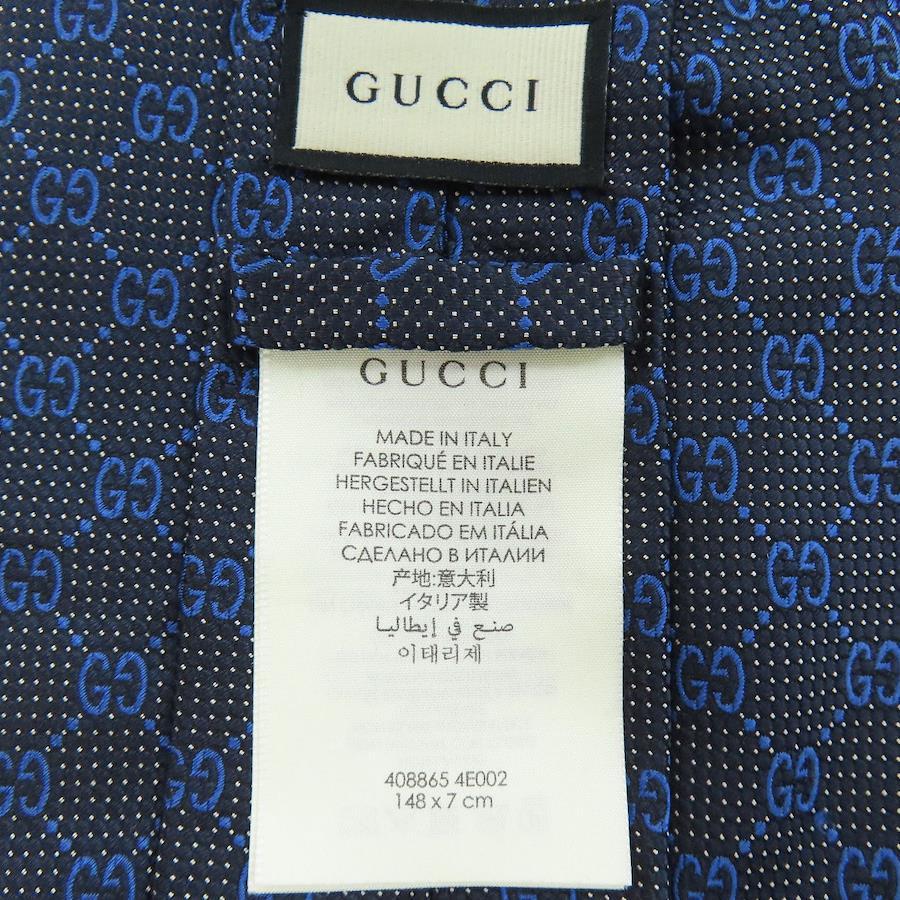 GUCCI
GUCCI
MADE IN ITALY
FABRIQUÉ EN ITALIE
HERGESTELLT IN ITALIEN
HECHO EN ITALIA
FABRICADO EM ITÁLIA
СДЕЛАНО В ИТАЛИИ
产地:意大利
イタリア製
صنع في إيطاليا
이태리제
408865 4E002
148 x 7 cm